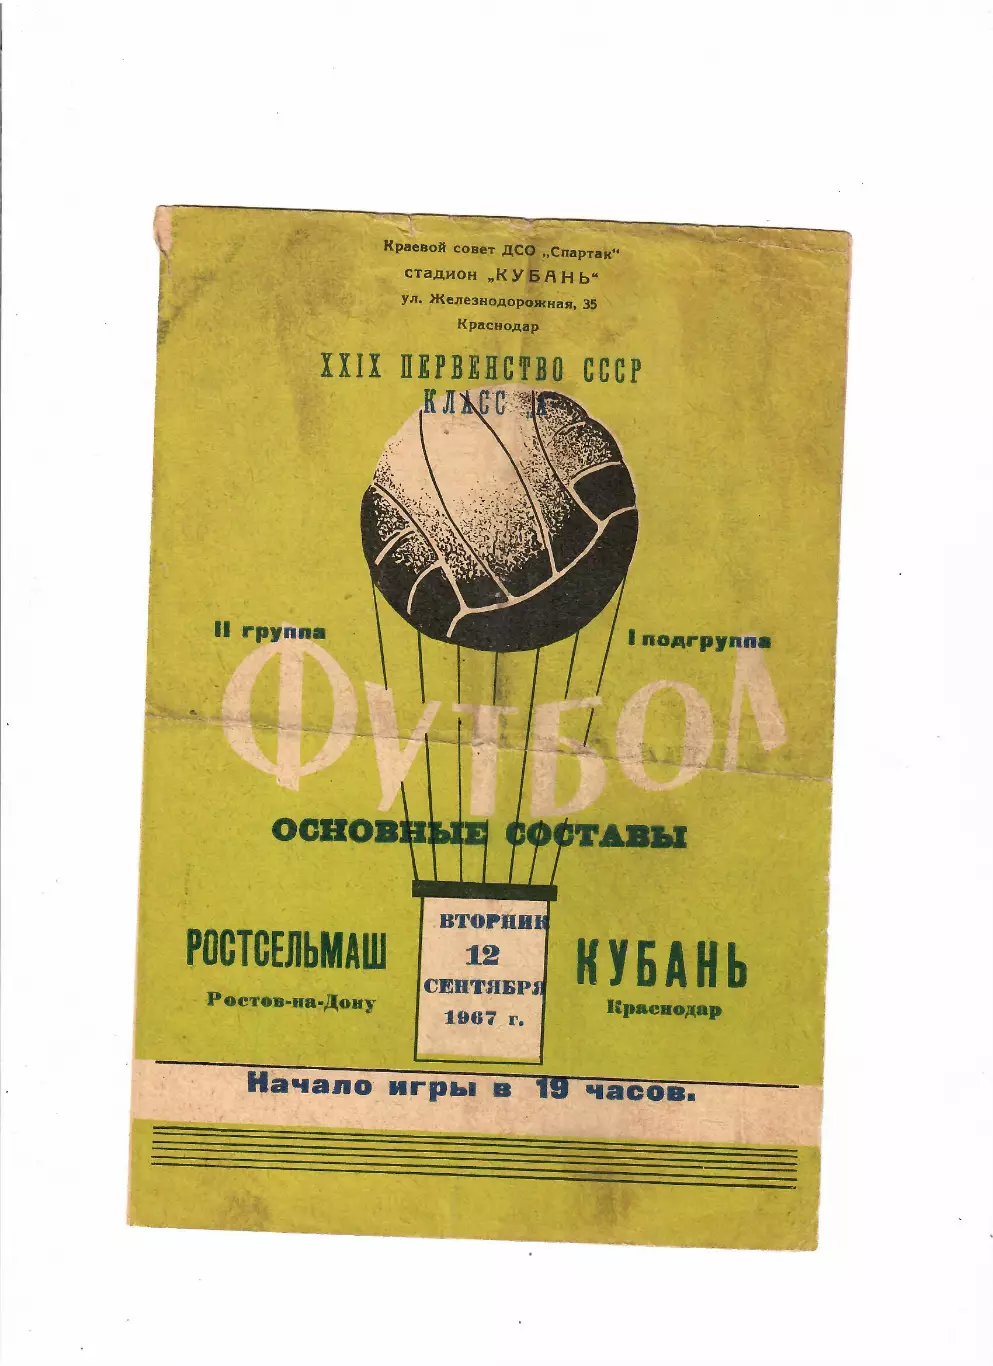 Краевой совет ДСО „Спартак“
стадион „КУБАНЬ“
ул. Железнодорожная, 35
Краснодар
XXIX ПЕРВЕНСТВО СССР
КЛАСС „А“
II группа
I подгруппа
ФУТБОЛ
ОСНОВНЫЕ СОСТАВЫ
РОСТСЕЛЬМАШ
Ростов-на-Дону
ВТОРНИК
12
СЕНТЯБРЯ
1967 г.
КУБАНЬ
Краснодар
Начало игры в 19 часов.